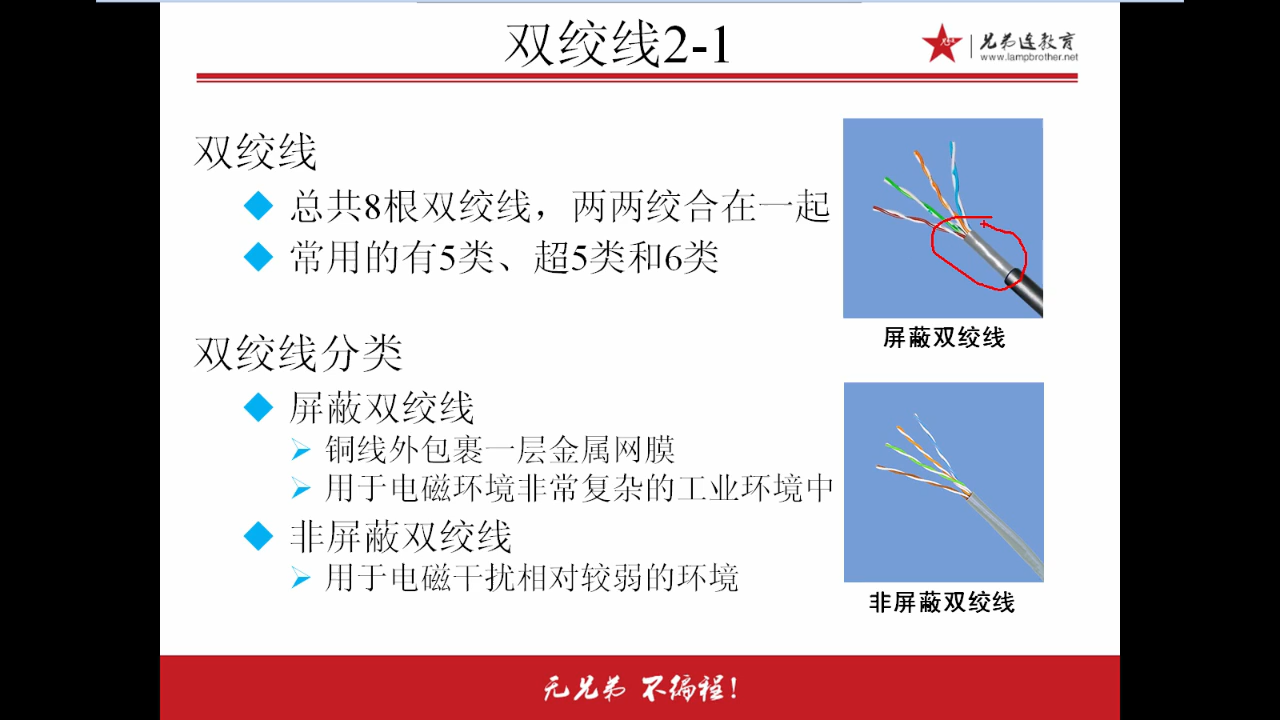 双绞线2-1
兄弟连教育
www.lampbrother.net
双绞线
总共8根双绞线，两两绞合在一起
常用的有5类、超5类和6类
屏蔽双绞线
双绞线分类
屏蔽双绞线
铜线外包裹一层金属网膜
用于电磁环境非常复杂的工业环境中
非屏蔽双绞线
用于电磁干扰相对较弱的环境
非屏蔽双绞线
无兄弟 不编程!